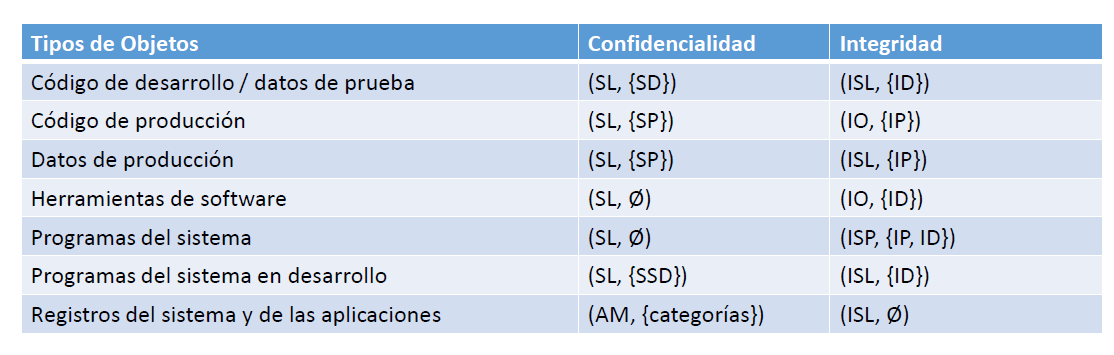 Tipos de Objetos Confidencialidad Integridad
Código de desarrollo / datos de prueba (SL, {SD}) (ISL, {ID})
Código de producción (SL, {SP}) (IO, {IP})
Datos de producción (SL, {SP}) (ISL, {IP})
Herramientas de software (SL, Ø) (IO, {ID})
Programas del sistema (SL, Ø) (ISP, {IP, ID})
Programas del sistema en desarrollo (SL, {SSD}) (ISL, {ID})
Registros del sistema y de las aplicaciones (AM, {categorías}) (ISL, Ø)